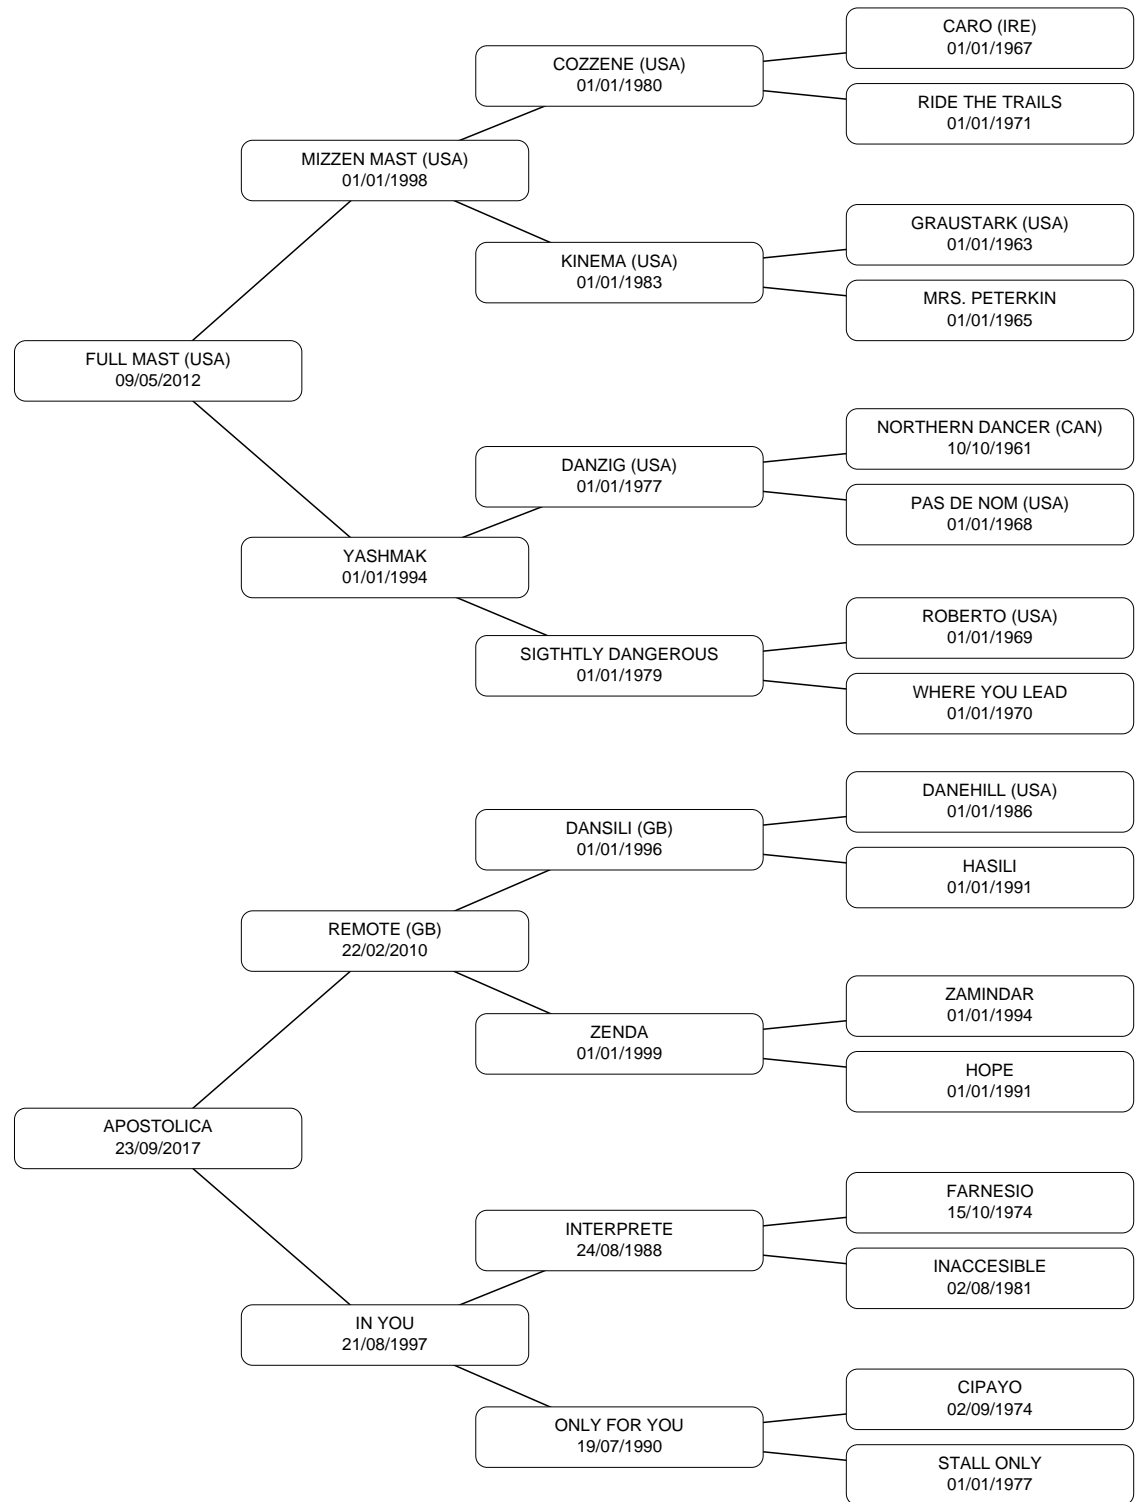 CARO (IRE)
01/01/1967
COZZENE (USA)
01/01/1980
RIDE THE TRAILS
01/01/1971
MIZZEN MAST (USA)
01/01/1998
GRAUSTARK (USA)
01/01/1963
KINEMA (USA)
01/01/1983
MRS. PETERKIN
01/01/1965
FULL MAST (USA)
09/05/2012
NORTHERN DANCER (CAN)
10/10/1961
DANZIG (USA)
01/01/1977
PAS DE NOM (USA)
01/01/1968
YASHMAK
01/01/1994
ROBERTO (USA)
01/01/1969
SIGTHTLY DANGEROUS
01/01/1979
WHERE YOU LEAD
01/01/1970
DANEHILL (USA)
01/01/1986
DANSILI (GB)
01/01/1996
HASILI
01/01/1991
REMOTE (GB)
22/02/2010
ZAMINDAR
01/01/1994
ZENDA
01/01/1999
HOPE
01/01/1991
APOSTOLICA
23/09/2017
FARNESIO
15/10/1974
INTERPRETE
24/08/1988
INACCESIBLE
02/08/1981
IN YOU
21/08/1997
CIPAYO
02/09/1974
ONLY FOR YOU
19/07/1990
STALL ONLY
01/01/1977